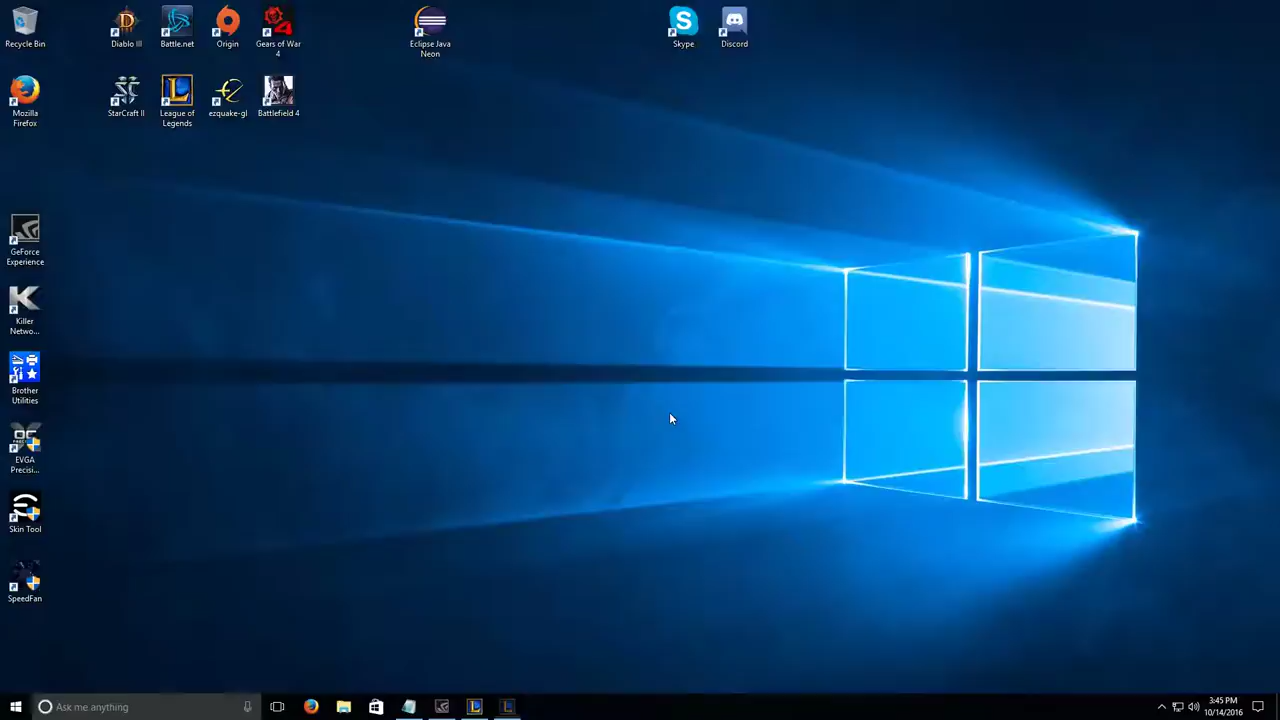 Recycle Bin
Diablo III
Battle.net
Origin
Gears of War
4
Eclipse Java
Neon
Skype
Discord
Mozilla
Firefox
StarCraft II
League of
Legends
ezquake-gl
Battlefield 4
GeForce
Experience
Killer
Netwo...
Brother
Utilities
EVGA
Precisi...
Skin Tool
SpeedFan
Ask me anything
3:45 PM
10/14/2016